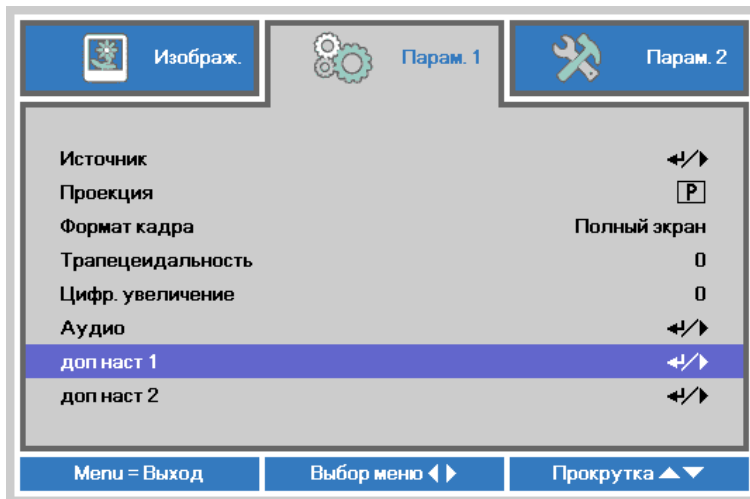 Изображ. Парам. 1 Парам. 2
Источник
Проекция P
Формат кадра Полный экран
Трапецеидальность 0
Цифр. увеличение 0
Аудио
доп наст 1
доп наст 2
Menu = Выход Выбор меню Прокрутка